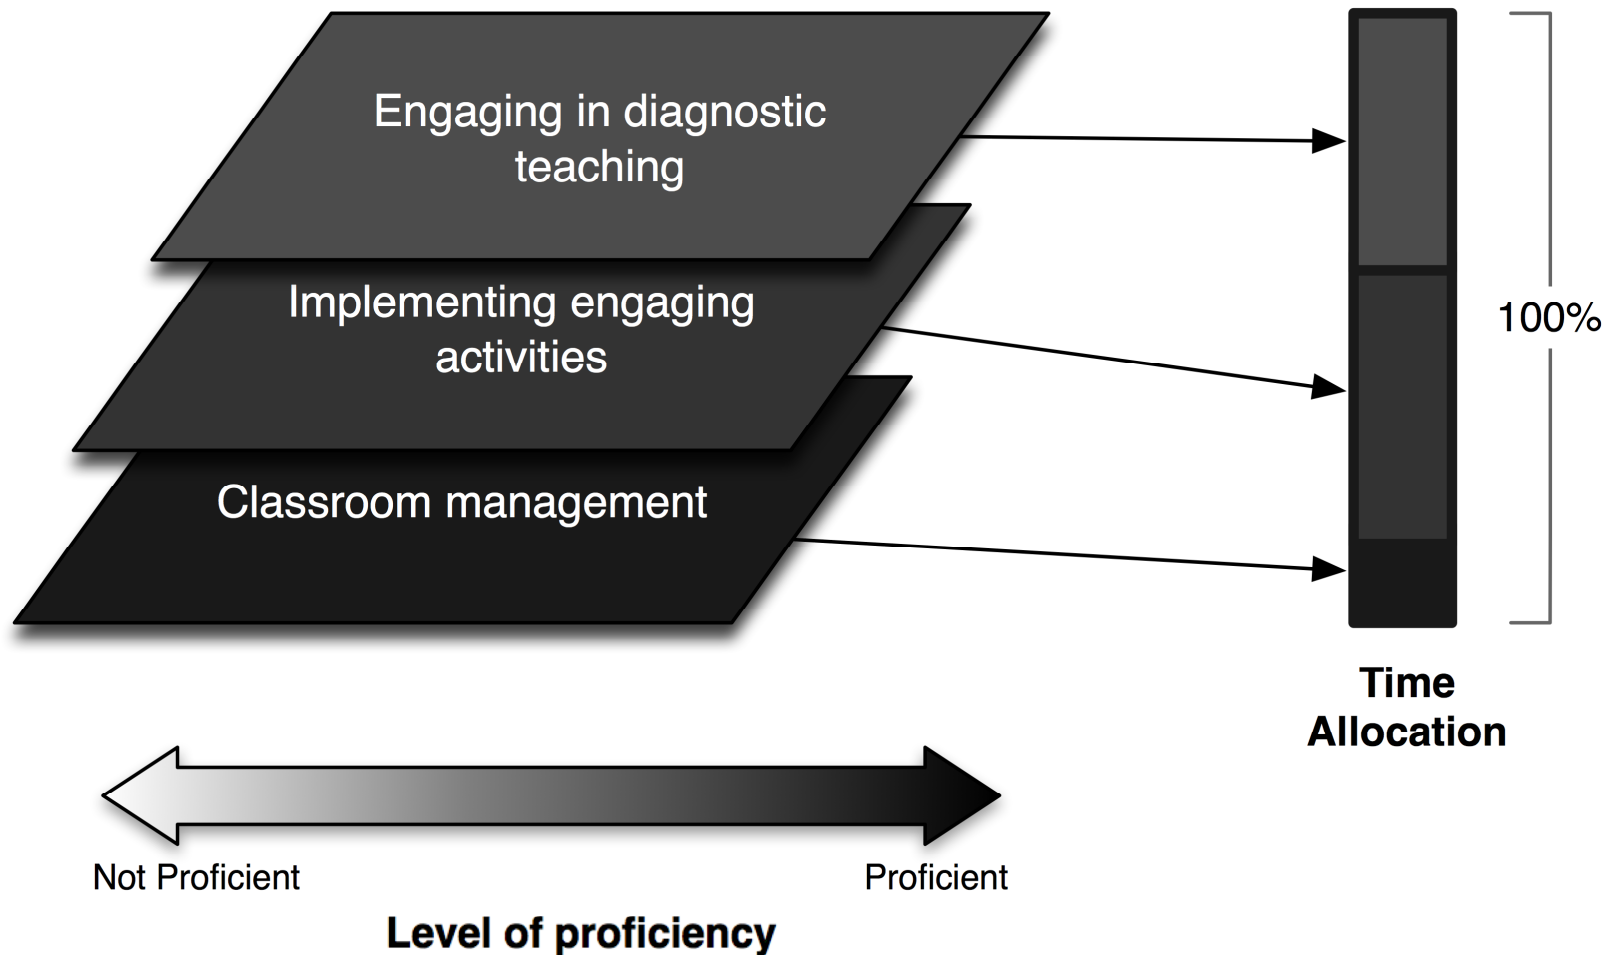 Engaging in diagnostic
teaching
Implementing engaging
activities
Classroom management
100%
Time
Allocation
Not Proficient
Proficient
Level of proficiency